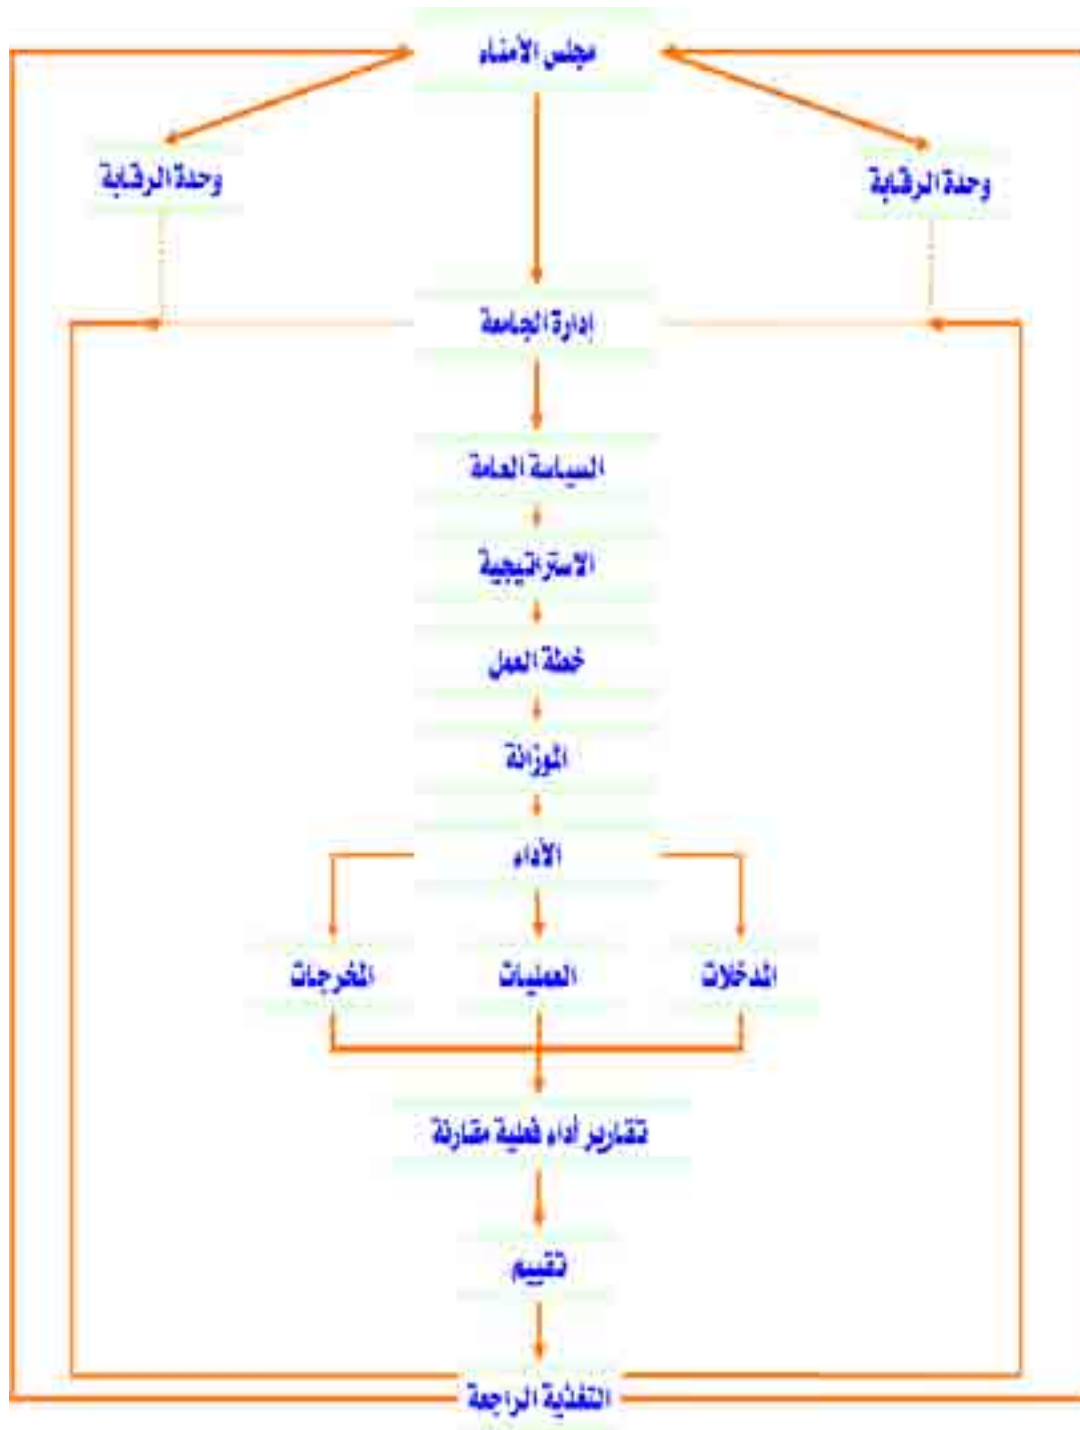 مجلس الأمناء
وحدة الرقابة
وحدة الرقابة
إدارة الجامعة
السياسة العامة
الاستراتيجية
خطة العمل
الموزانة
الأداء
المدخلات
العمليات
المخرجات
تقارير أداء فعلية مقارنة
تقييم
التغذية الراجعة